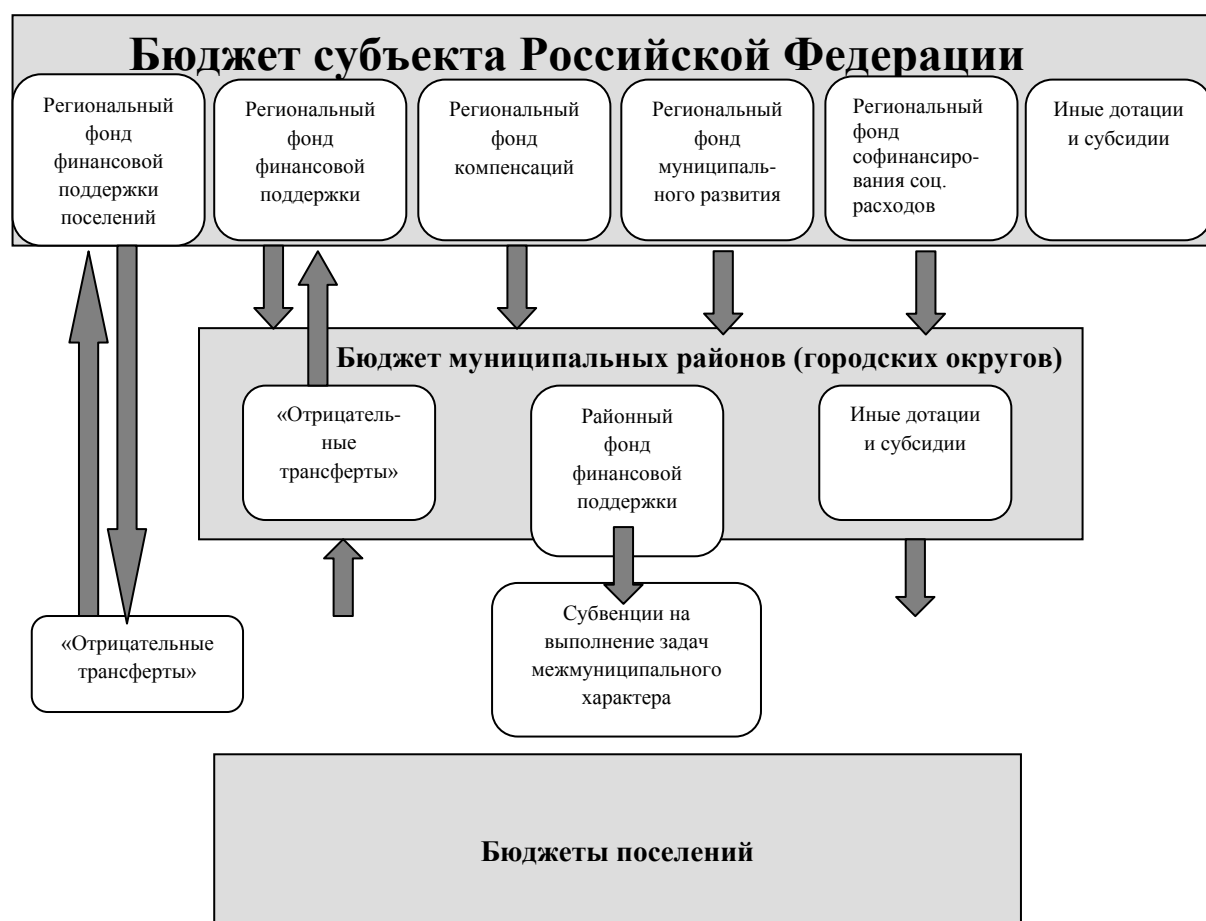 Бюджет субъекта Российской Федерации
Региональный
фонд
финансовой
поддержки
поселений
Региональный
фонд
финансовой
поддержки
Региональный
фонд
компенсаций
Региональный
фонд
муниципаль-
ного развития
Региональный
фонд
софинансиро-
вания соц.
расходов
Иные дотации
и субсидии
Бюджет муниципальных районов (городских округов)
«Отрицатель-
ные
трансферты»
Районный
фонд
финансовой
поддержки
Иные дотации
и субсидии
«Отрицательные
трансферты»
Субвенции на
выполнение задач
межмуниципального
характера
Бюджеты поселений